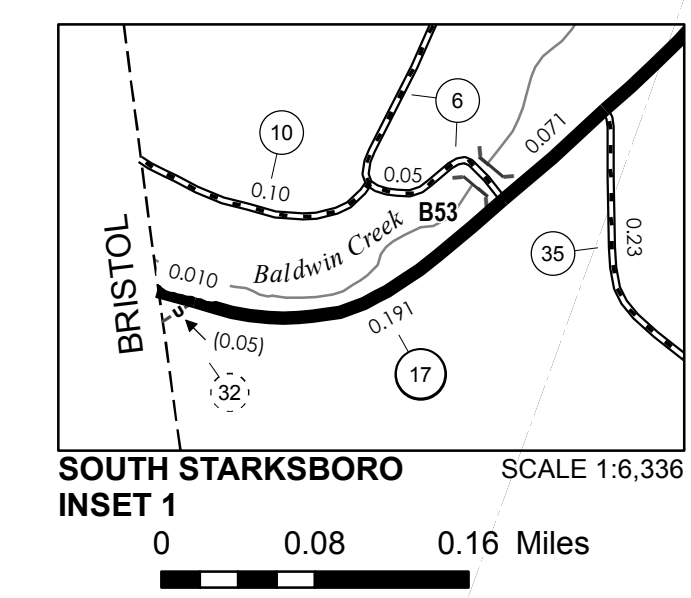 6
10
0.071
0.05
0.10
B53
BRISTOL
Baldwin Creek
35
0.23
0.010
0.191
(0.05)
17
32
SOUTH STARKSBORO
SCALE 1:6,336
INSET 1
0 0.08 0.16 Miles